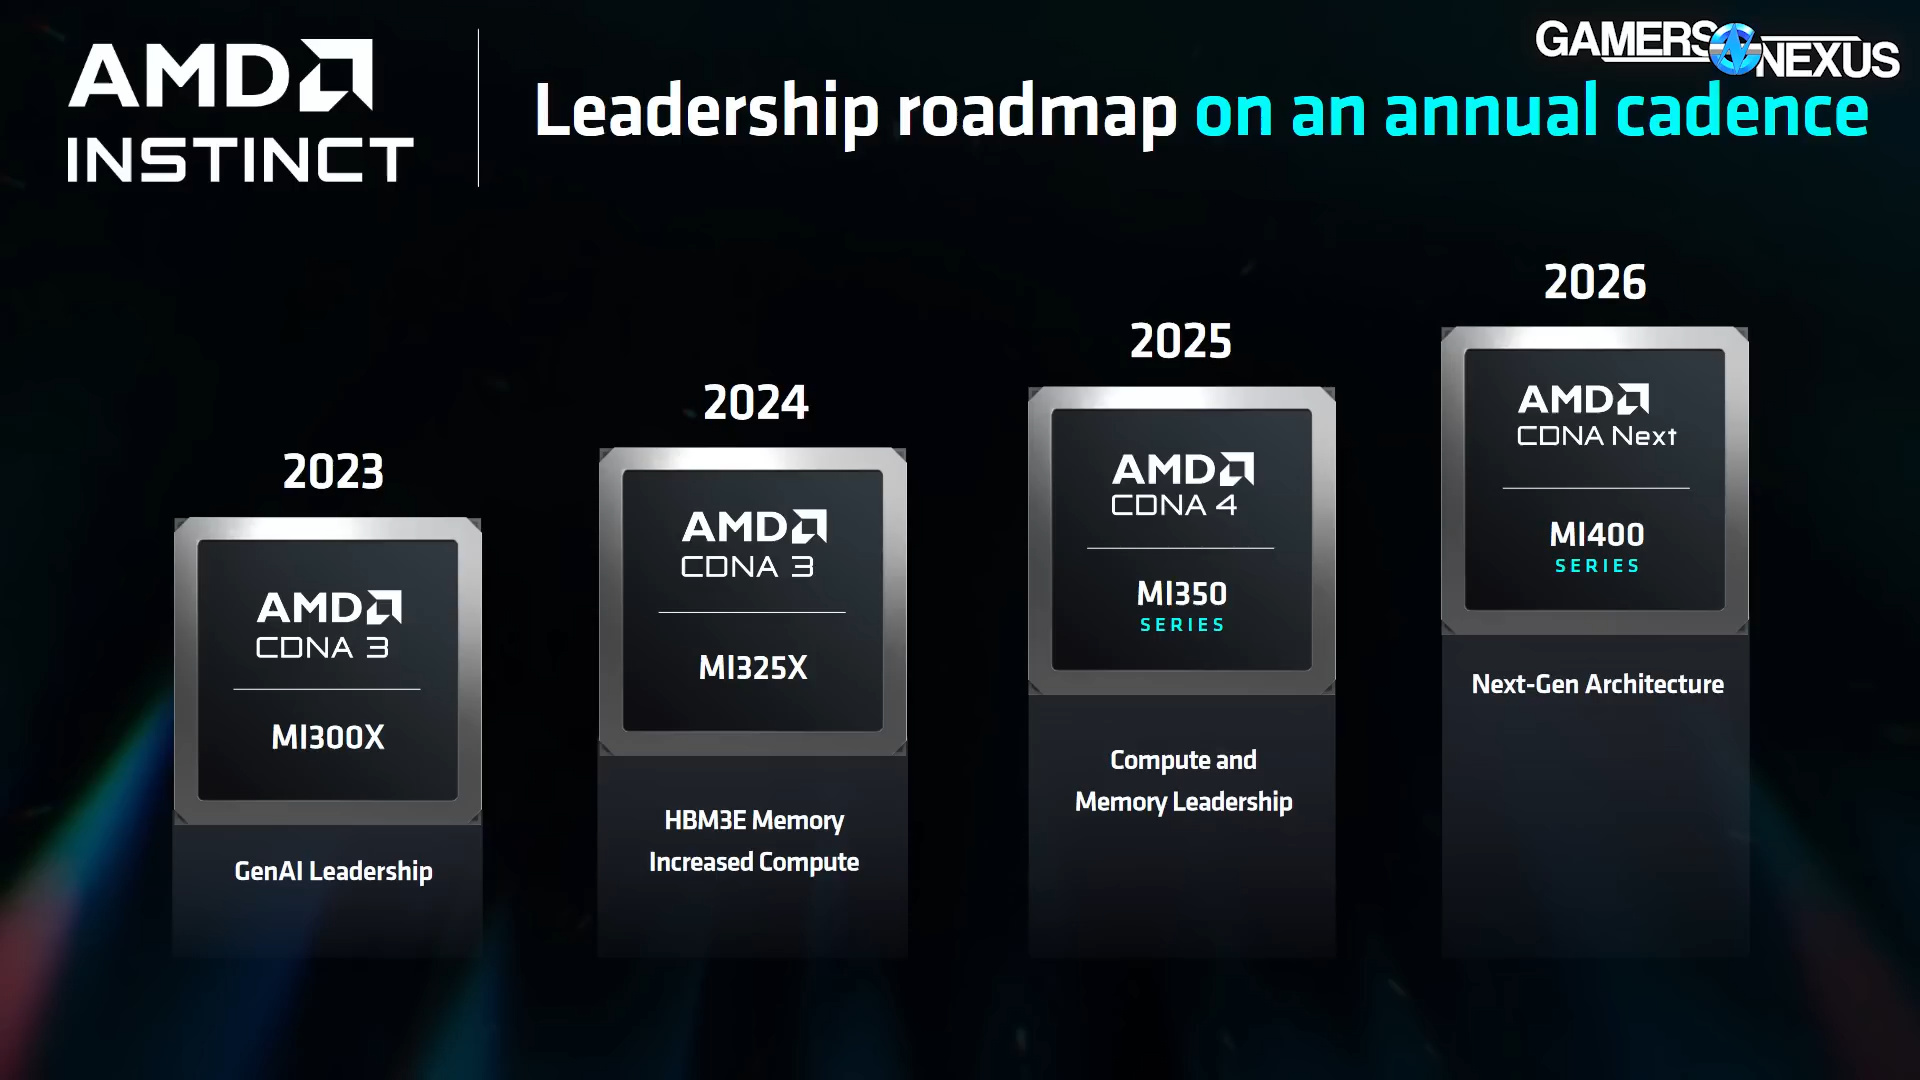 AMD
INSTINCT
Leadership roadmap on an annual cadence
GAMERS NEXUS
2023
AMD
CDNA 3
MI300X
GenAI Leadership
2024
AMD
CDNA 3
MI325X
HBM3E Memory
Increased Compute
2025
AMD
CDNA 4
MI350
SERIES
Compute and
Memory Leadership
2026
AMD
CDNA Next
MI400
SERIES
Next-Gen Architecture